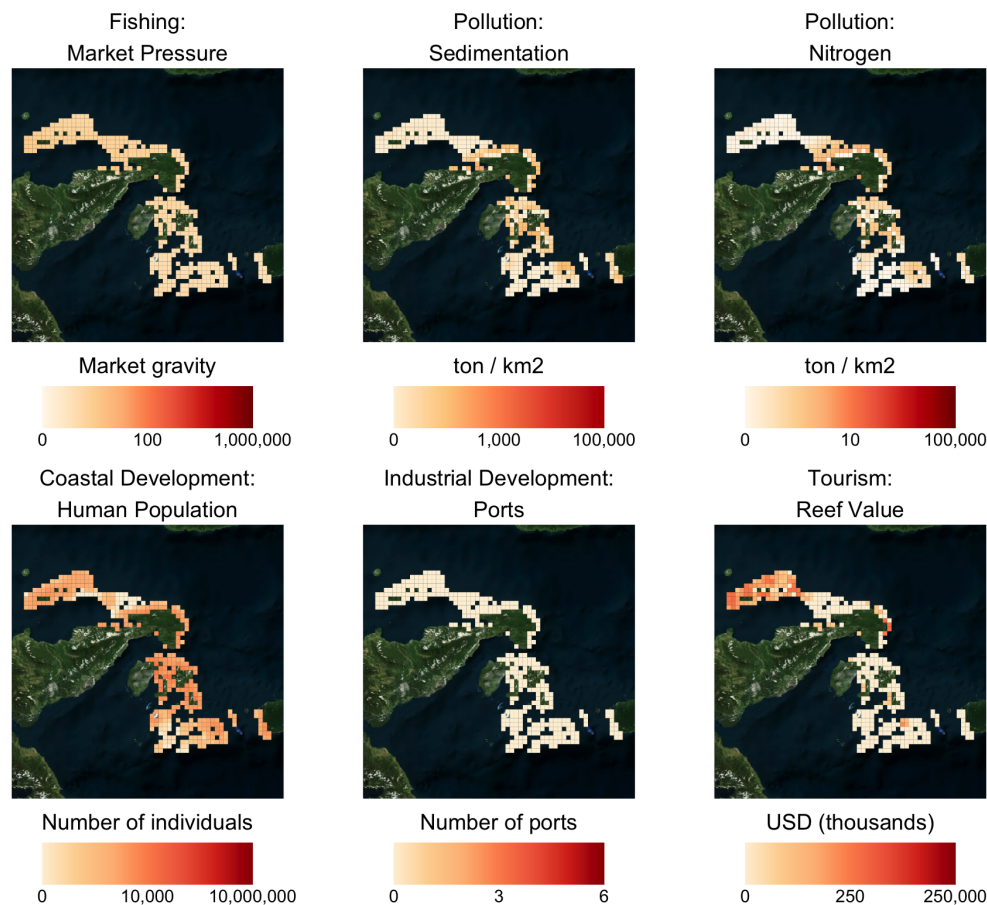 Fishing:
Market Pressure
Pollution:
Sedimentation
Pollution:
Nitrogen
Market gravity
0 100 1,000,000
ton / km2
0 1,000 100,000
ton / km2
0 10 100,000
Coastal Development:
Human Population
Industrial Development:
Ports
Tourism:
Reef Value
Number of individuals
0 10,000 10,000,000
Number of ports
0 3 6
USD (thousands)
0 250 250,000